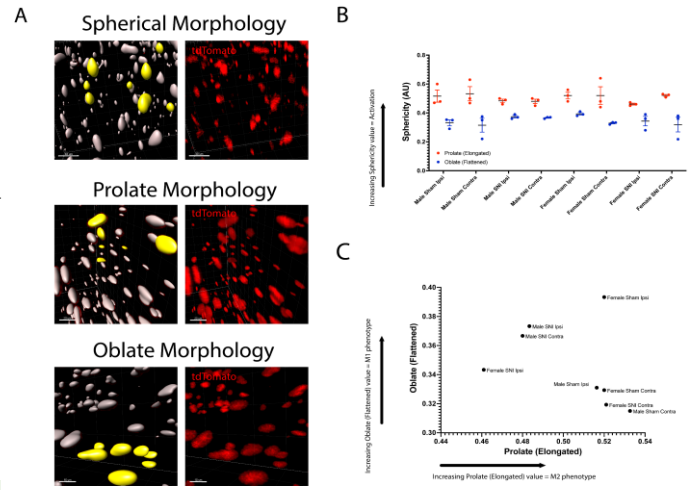 A
Spherical Morphology
tdTomato
Prolate Morphology
tdTomato
Oblate Morphology
tdTomato
B
Increasing Sphericity value = Activation
Sphericity (AU)
0.8
0.6
0.4
0.2
0.0
Prolate (Elongated)
Oblate (Flattened)
Male Sham Ipsi
Male Sham Contra
Male SNI Ipsi
Male SNI Contra
Female Sham Ipsi
Female Sham Contra
Female SNI Ipsi
Female SNI Contra
C
Increasing Oblate (Flattened) value = M1 phenotype
Oblate (Flattened)
0.40
0.38
0.36
0.34
0.32
0.30
Female Sham Ipsi
Male SNI Ipsi
Male SNI Contra
Female SNI Ipsi
Male Sham Ipsi
Female Sham Contra
Female SNI Contra
Male Sham Contra
0.44
0.46
0.48
0.50
0.52
0.54
Prolate (Elongated)
Increasing Prolate (Elongated) value = M2 phenotype